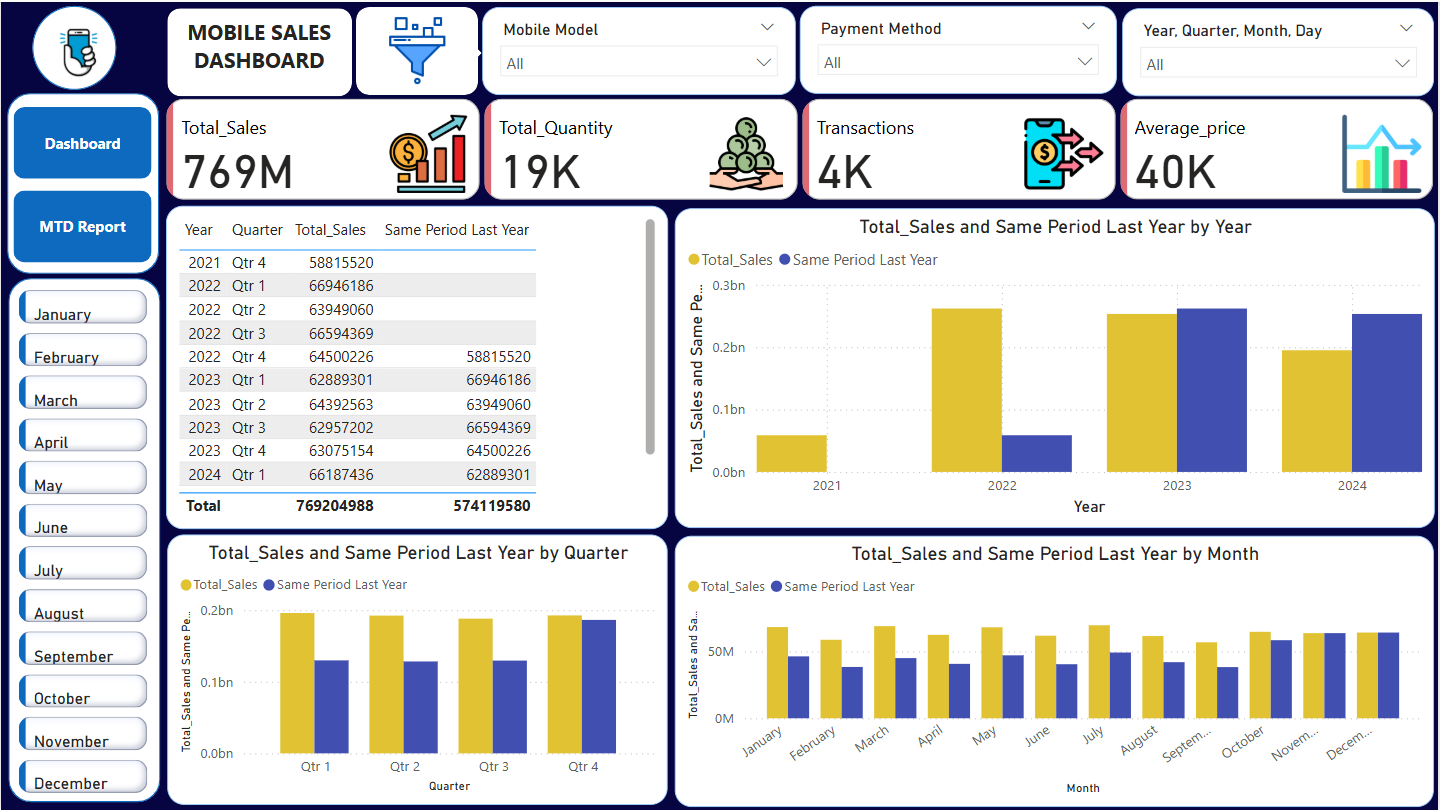 MOBILE SALES
DASHBOARD
Mobile Model
All
Payment Method
All
Year, Quarter, Month, Day
All
Dashboard
MTD Report
Total_Sales
769M
Total_Quantity
19K
Transactions
4K
Average_price
40K
January
February
March
April
May
June
July
August
September
October
November
December
Year Quarter Total_Sales Same Period Last Year
2021 Qtr 4 58815520
2022 Qtr 1 66946186
2022 Qtr 2 63949060
2022 Qtr 3 66594369
2022 Qtr 4 64500226 58815520
2023 Qtr 1 62889301 66946186
2023 Qtr 2 64392563 63949060
2023 Qtr 3 62957202 66594369
2023 Qtr 4 63075154 64500226
2024 Qtr 1 66187436 62889301
Total 769204988 574119580
Total_Sales and Same Period Last Year by Year
Total_Sales Same Period Last Year
Total_Sales and Same Pe...
0.3bn
0.2bn
0.1bn
0.0bn
2021 2022 2023 2024
Year
Total_Sales and Same Period Last Year by Quarter
Total_Sales Same Period Last Year
Total_Sales and Same Pe...
0.2bn
0.1bn
0.0bn
Qtr 1 Qtr 2 Qtr 3 Qtr 4
Quarter
Total_Sales and Same Period Last Year by Month
Total_Sales Same Period Last Year
Total_Sales and Sa...
50M
0M
January February March April May June July August Septem... October Novem... Decem...
Month